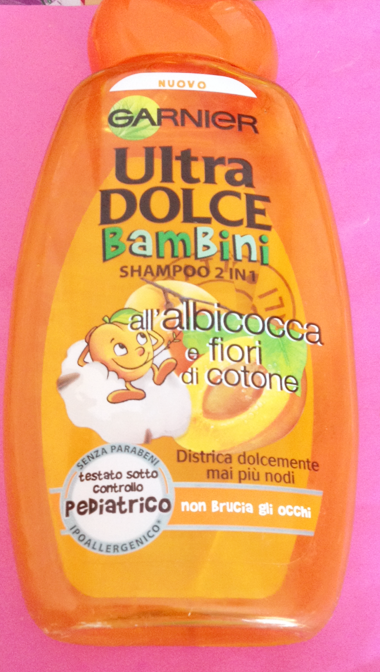 NUOVO
GARNIER
Ultra
DOLCE
BamBini
SHAMPOO 2 IN 1
all'albicocca
e fiori
di cotone
Districa dolcemente
mai più nodi
SENZA PARABENI
testato sotto
controllo
PeDiatrico
IPOALLERGENICO*
non Brucia gli occhi